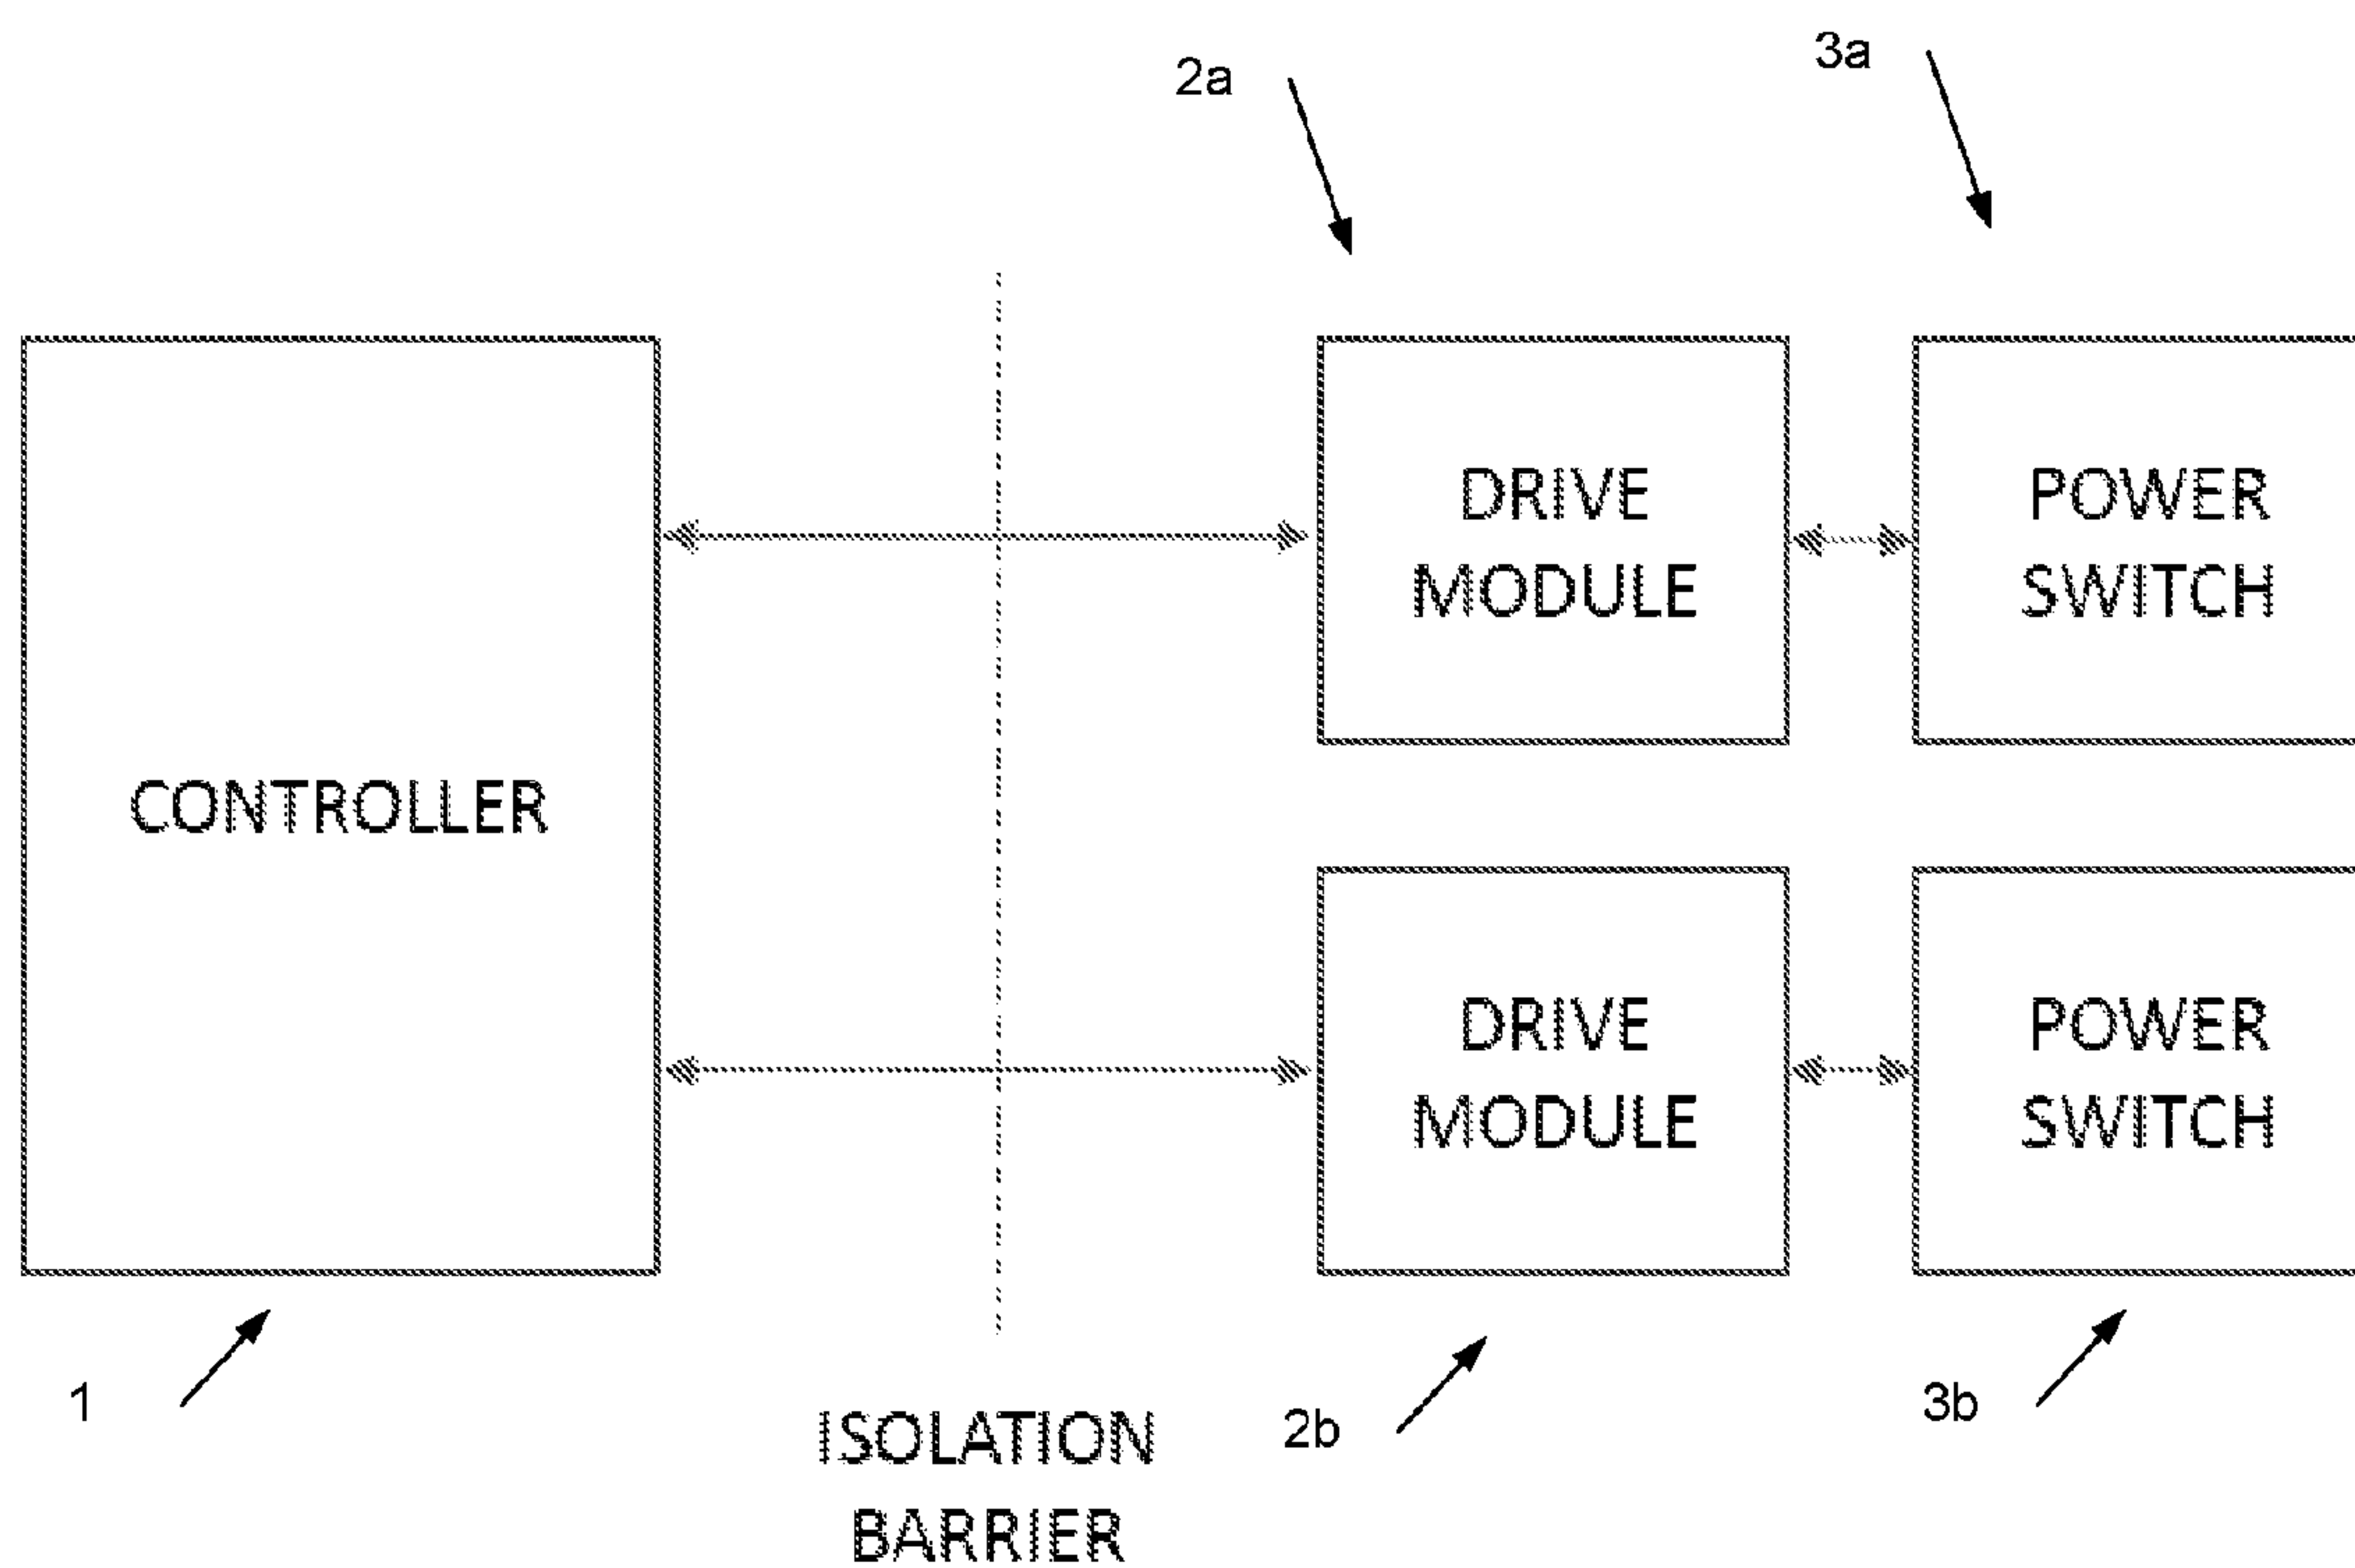 3a
2a
DRIVE
MODULE
POWER
SWITCH
CONTROLLER
DRIVE
MODULE
POWER
SWITCH
1
2b
3b
ISOLATION
BARRIER